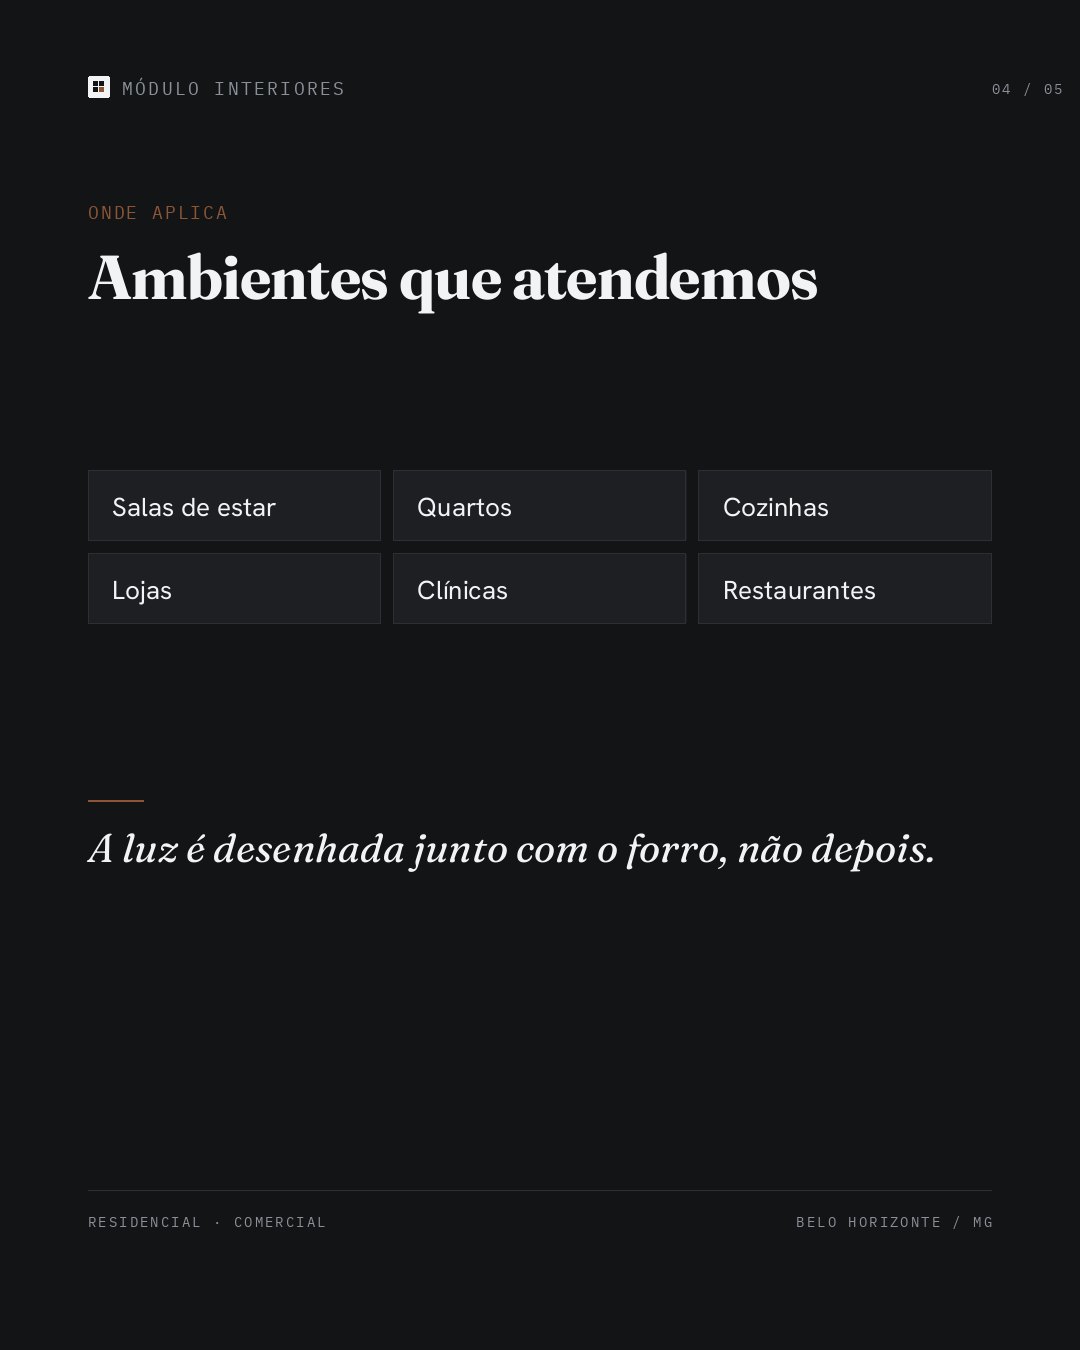 MÓDULO INTERIORES
04 / 05
ONDE APLICA
Ambientes que atendemos
Salas de estar
Quartos
Cozinhas
Lojas
Clínicas
Restaurantes
A luz é desenhada junto com o forro, não depois.
RESIDENCIAL · COMERCIAL
BELO HORIZONTE / MG